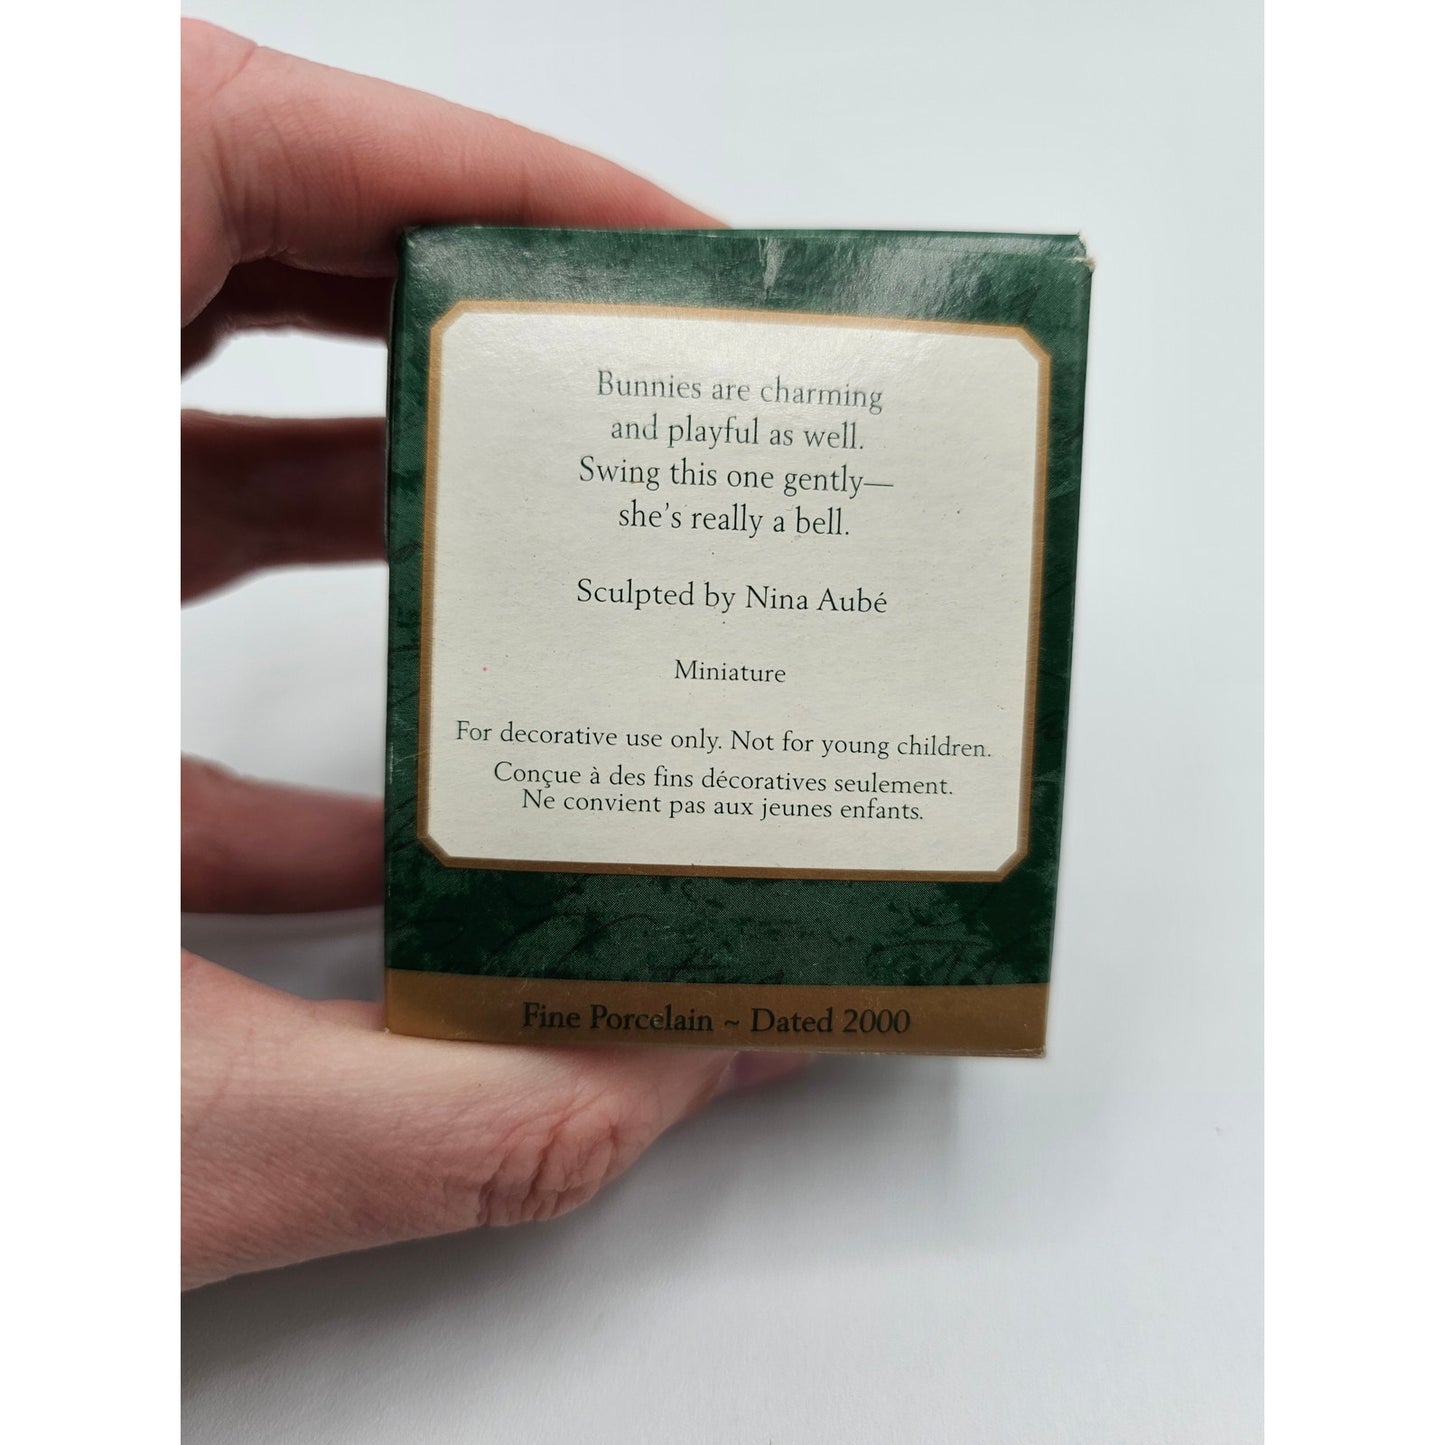 Bunnies are charming
and playful as well.
Swing this one gently—
she's really a bell.
Sculpted by Nina Aubé
Miniature
For decorative use only. Not for young children.
Conçue à des fins décoratives seulement.
Ne convient pas aux jeunes enfants.
Fine Porcelain ~ Dated 2000